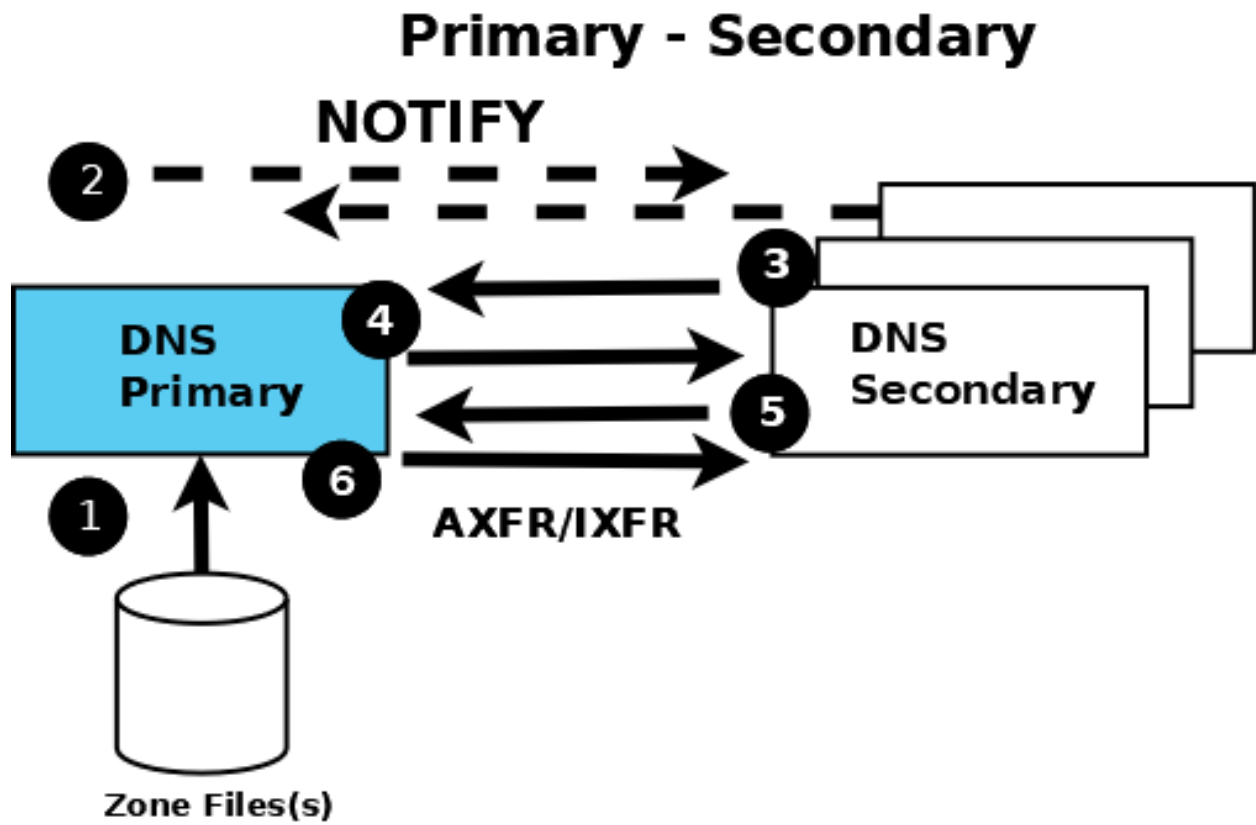 Primary - Secondary
NOTIFY
2
3
4
DNS
Primary
DNS
Secondary
5
6
1
AXFR/IXFR
Zone Files(s)